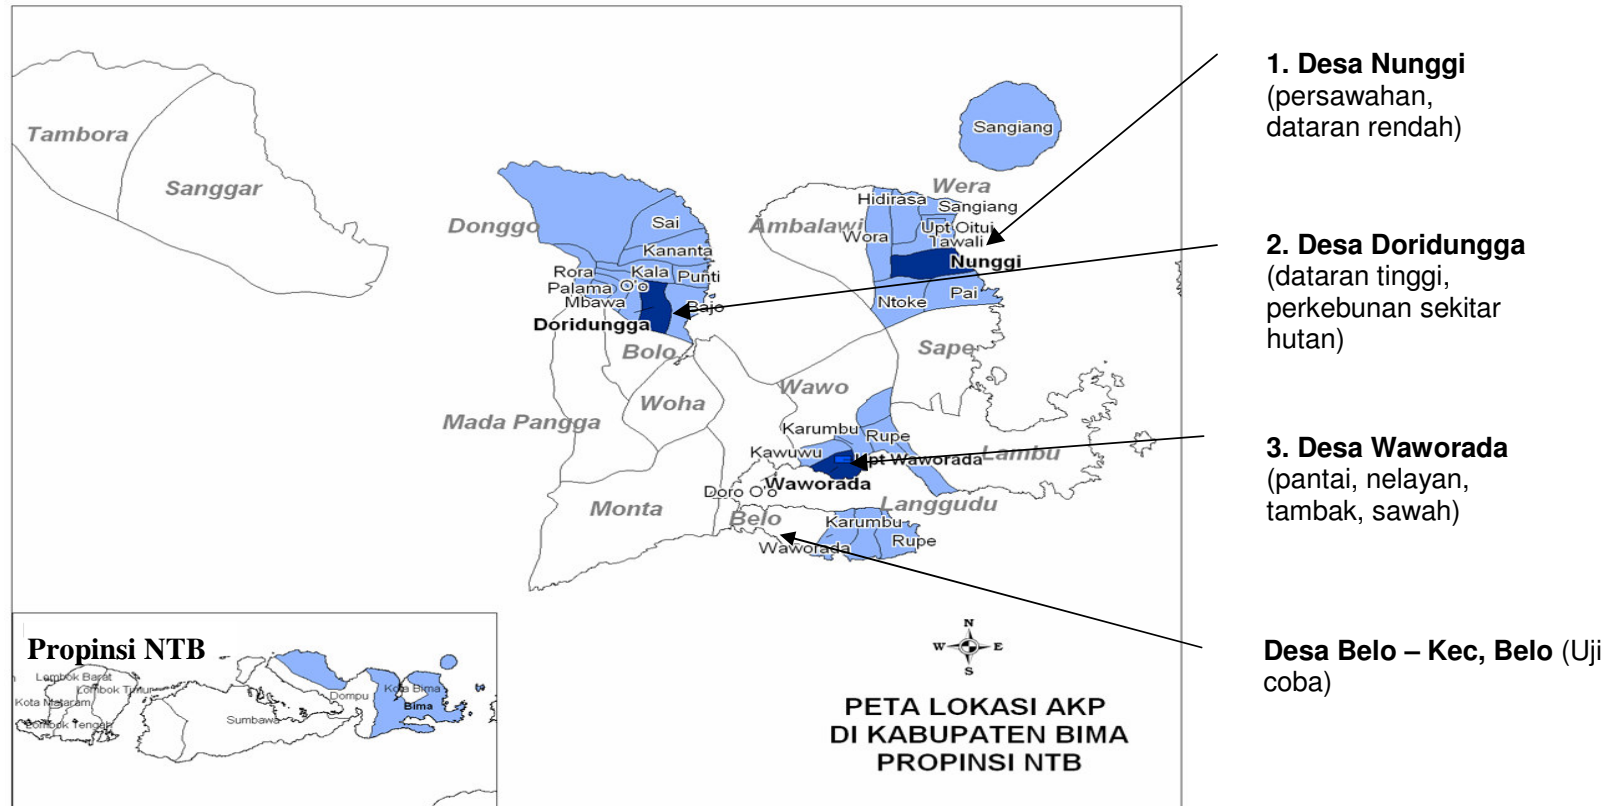 1. Desa Nunggi
(persawahan,
dataran rendah)
2. Desa Doridungga
(dataran tinggi,
perkebunan sekitar
hutan)
3. Desa Waworada
(pantai, nelayan,
tambak, sawah)
Desa Belo – Kec, Belo (Uji
coba)
Tambora
Sanggar
Sangiang
Wera
Hidirasa
Sangiang
Donggo
Sai
Ambalawi
Wora
Upt Oitui
Tawali
Kananta
Nunggi
Rora
Kala
Punti
Palama
O'o
Mbawa
Bajo
Ntoke
Pai
Doridungga
Bolo
Sape
Wawo
Woha
Mada Pangga
Karumbu
Rupe
Kawuwu
Upt Waworada
Lambu
Waworada
Doro O'o
Langgudu
Monta
Belo
Karumbu
Waworada
Rupe
N
W
E
S
PETA LOKASI AKP
DI KABUPATEN BIMA
PROPINSI NTB
Propinsi NTB
Lombok Barat
Lombok Timur
Kota Mataram
Lombok Tengah
Sumbawa
Dompu
Kota Bima
Bima